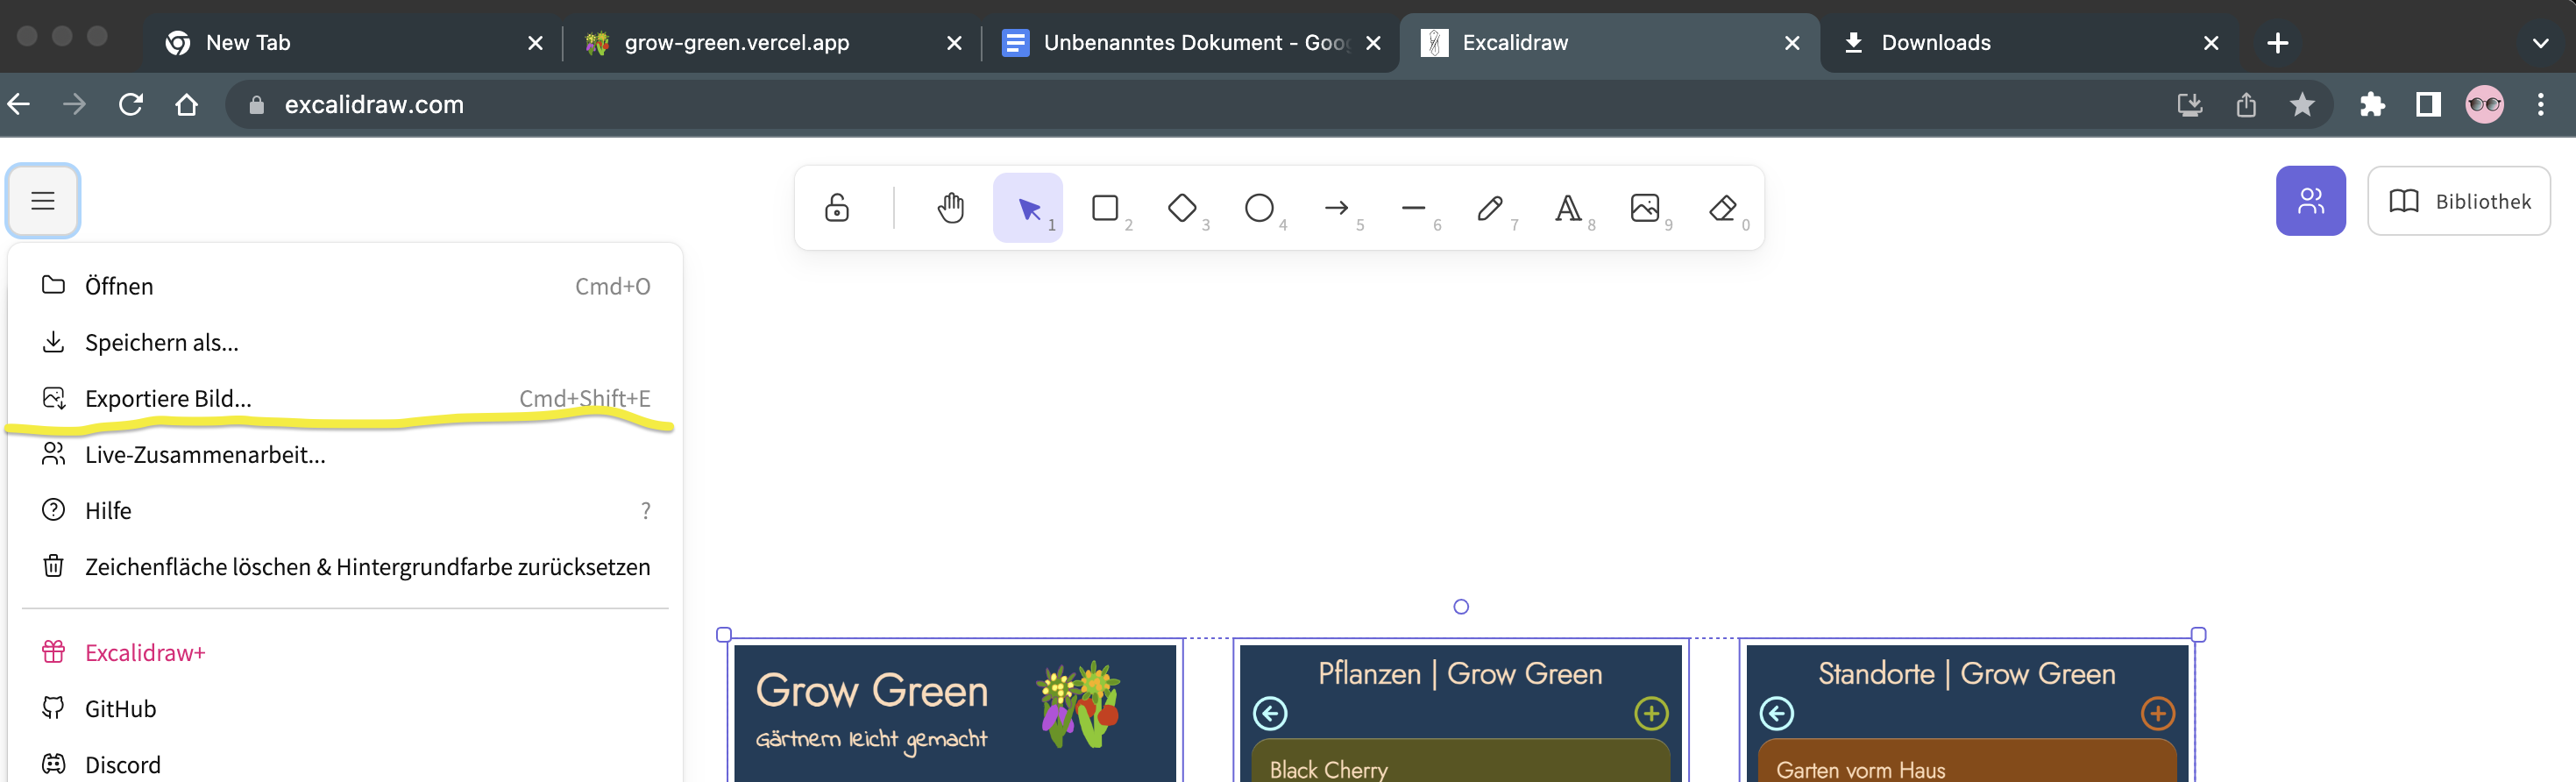 New Tab
grow-green.vercel.app
Unbenanntes Dokument - Goo
Excalidraw
Downloads
excalidraw.com
1
2
3
4
5
6
7
8
9
0
Bibliothek
Öffnen Cmd+O
Speichern als...
Exportiere Bild... Cmd+Shift+E
Live-Zusammenarbeit...
Hilfe ?
Zeichenfläche löschen & Hintergrundfarbe zurücksetzen
Excalidraw+
GitHub
Discord
Grow Green
Gärtnern leicht gemacht
Pflanzen | Grow Green
Black Cherry
Standorte | Grow Green
Garten vorm Haus